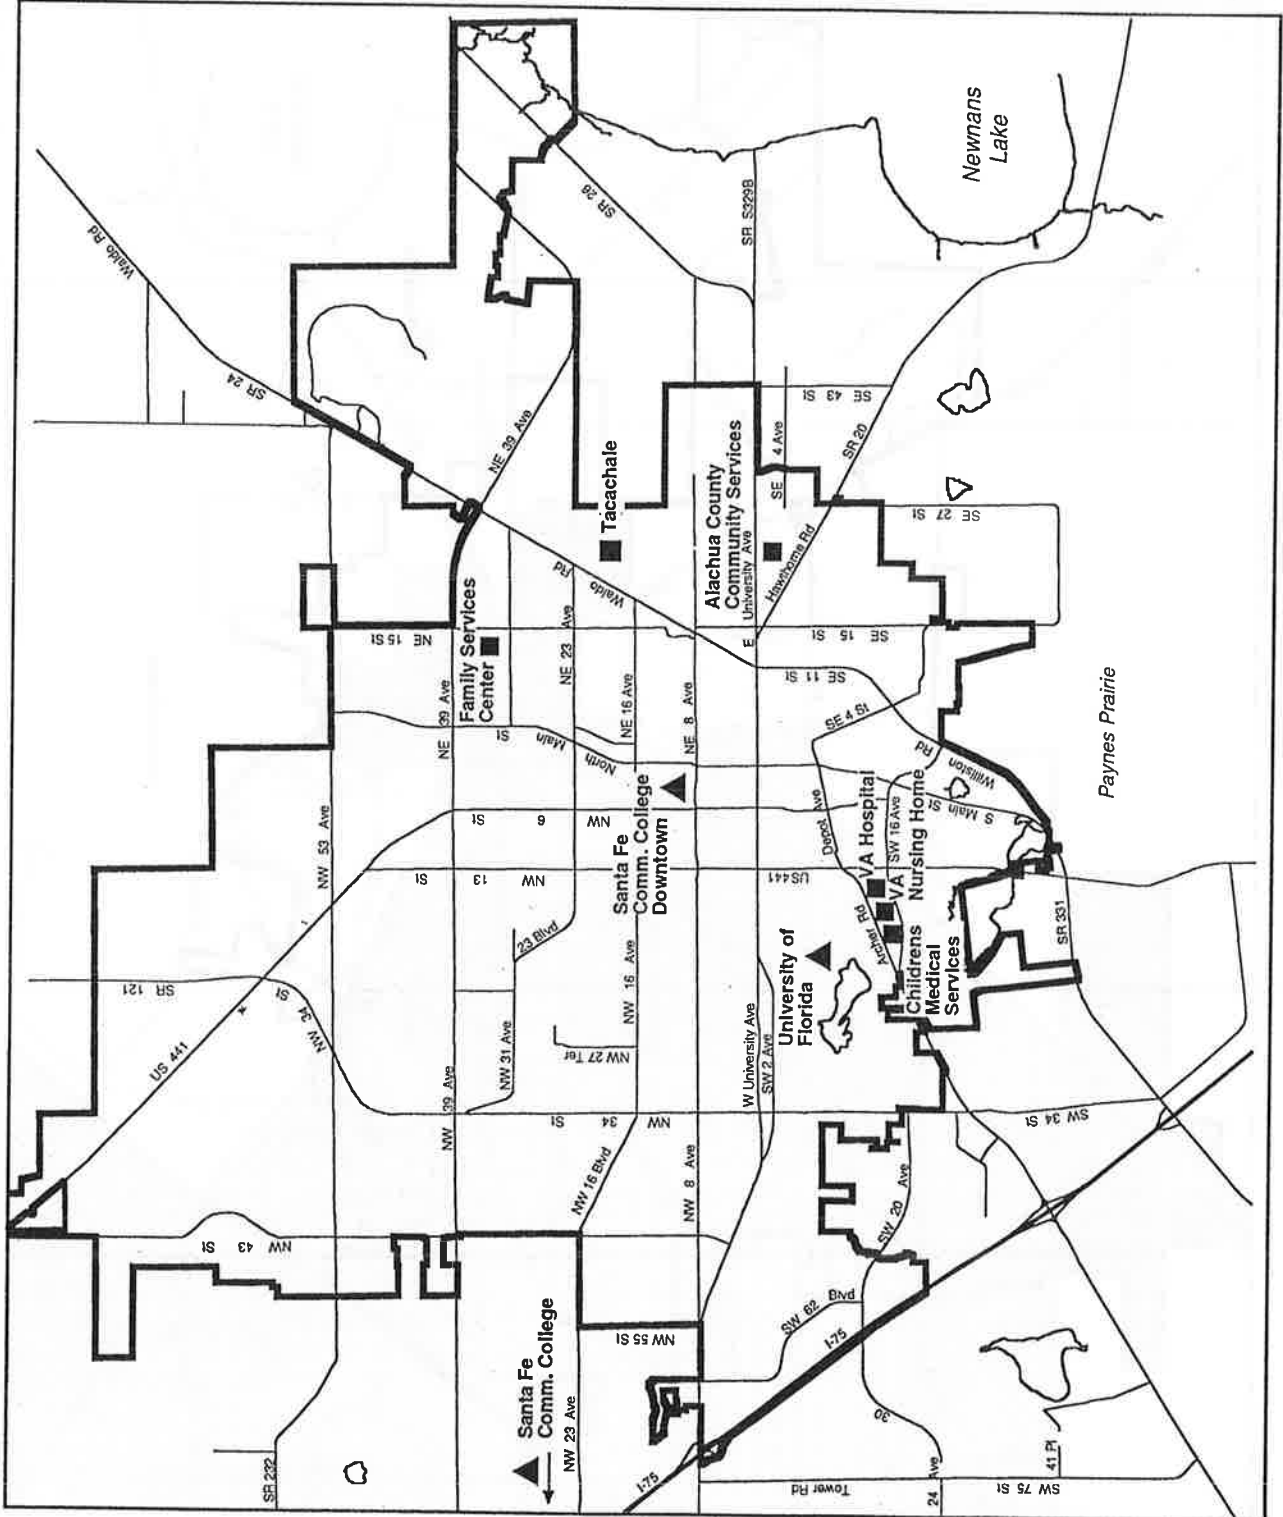 Waldo Rd
SR 24
NE 39 Ave
SR 26
SR S329B
Newnans
Lake
SE 43 St
SE 4 Ave
SR 20
SE 27 St
Tacachale
Alachua County
Community Services
University Ave
E
Hawthorne Rd
Waldo Rd
Family Services
Center
NE 15 St
NE 39 Ave
NE 23 Ave
NE 16 Ave
NE 8 Ave
SE 15 St
SE 11 St
SE 4 St
Williston Rd
Paynes Prairie
North Main St
NW 53 Ave
NW 6 St
NW 13 St
Santa Fe
Comm. College
Downtown
Depot Ave
S Main St
SW 16 Ave
VA Hospital
VA
Nursing Home
US 441
Archer Rd
Childrens
Medical
Services
SR 331
University of
Florida
23 Blvd
NW 16 Ave
NW 31 Ave
NW 27 Ter
SR 121
NW 34 St
US 441
W University Ave
SW 2 Ave
NW 39 Ave
NW 34 St
NW 16 Blvd
NW 8 Ave
SW 34 St
SW 20 Ave
NW 43 St
NW 55 St
SW 62 Blvd
I-75
Santa Fe
Comm. College
NW 23 Ave
SR 232
I-75
Tower Rd
30
24 Ave
41 Pl
SW 75 St